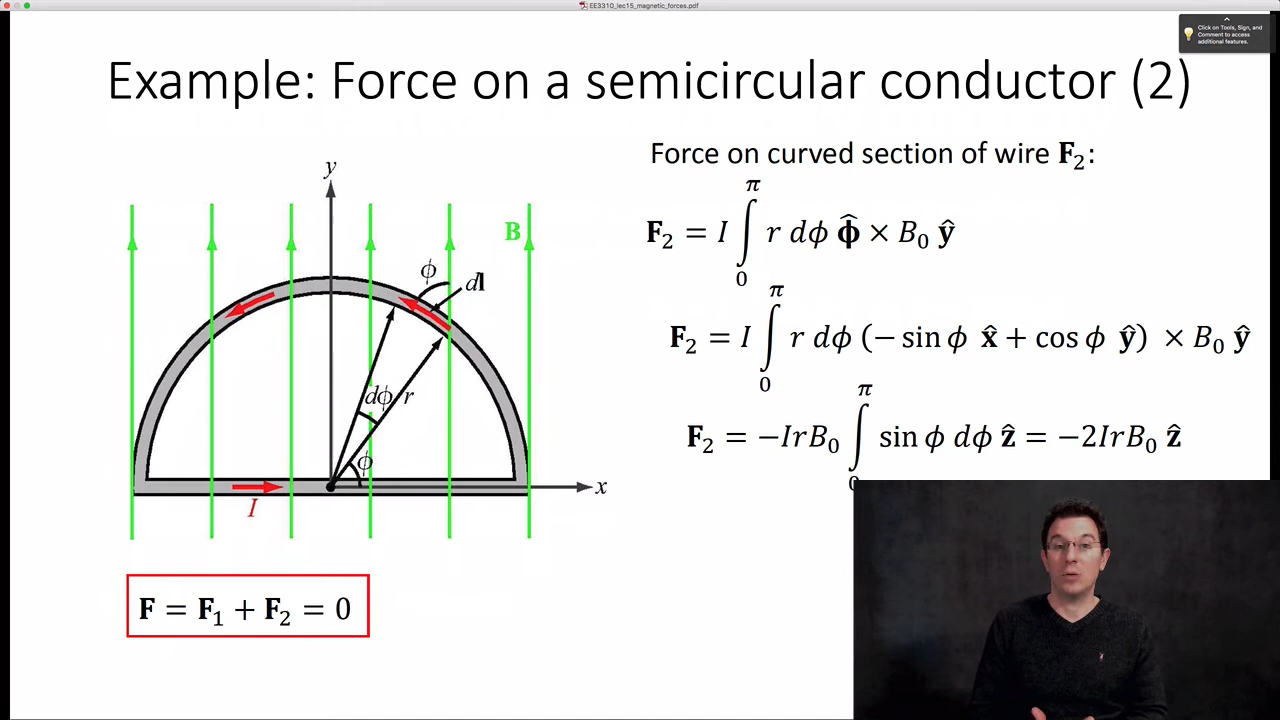 EE3310_lec15_magnetic_forces.pdf
Click on Tools, Sign, and
Comment to access
additional features.
Example: Force on a semicircular conductor (2)
Force on curved section of wire 𝐅₂:
𝐅₂ = I ∫₀^π r dϕ 𝛟̂ × B₀ 𝐲̂
𝐅₂ = I ∫₀^π r dϕ (− sin ϕ 𝐱̂ + cos ϕ 𝐲̂) × B₀ 𝐲̂
𝐅₂ = −IrB₀ ∫₀^π sin ϕ dϕ 𝐳̂ = −2IrB₀ 𝐳̂
y
B
ϕ
dl
dϕ
r
ϕ
x
I
𝐅 = 𝐅₁ + 𝐅₂ = 0